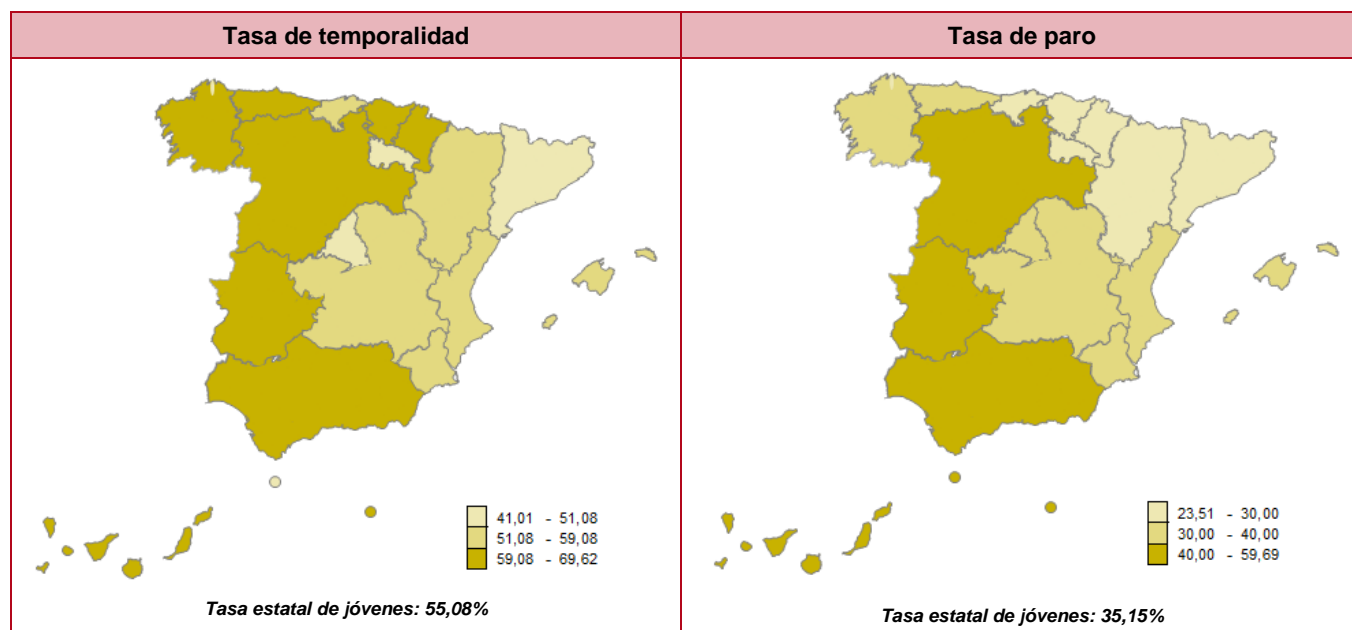 Tasa de temporalidad
Tasa de paro
41,01 - 51,08
51,08 - 59,08
59,08 - 69,62
Tasa estatal de jóvenes: 55,08%
23,51 - 30,00
30,00 - 40,00
40,00 - 59,69
Tasa estatal de jóvenes: 35,15%